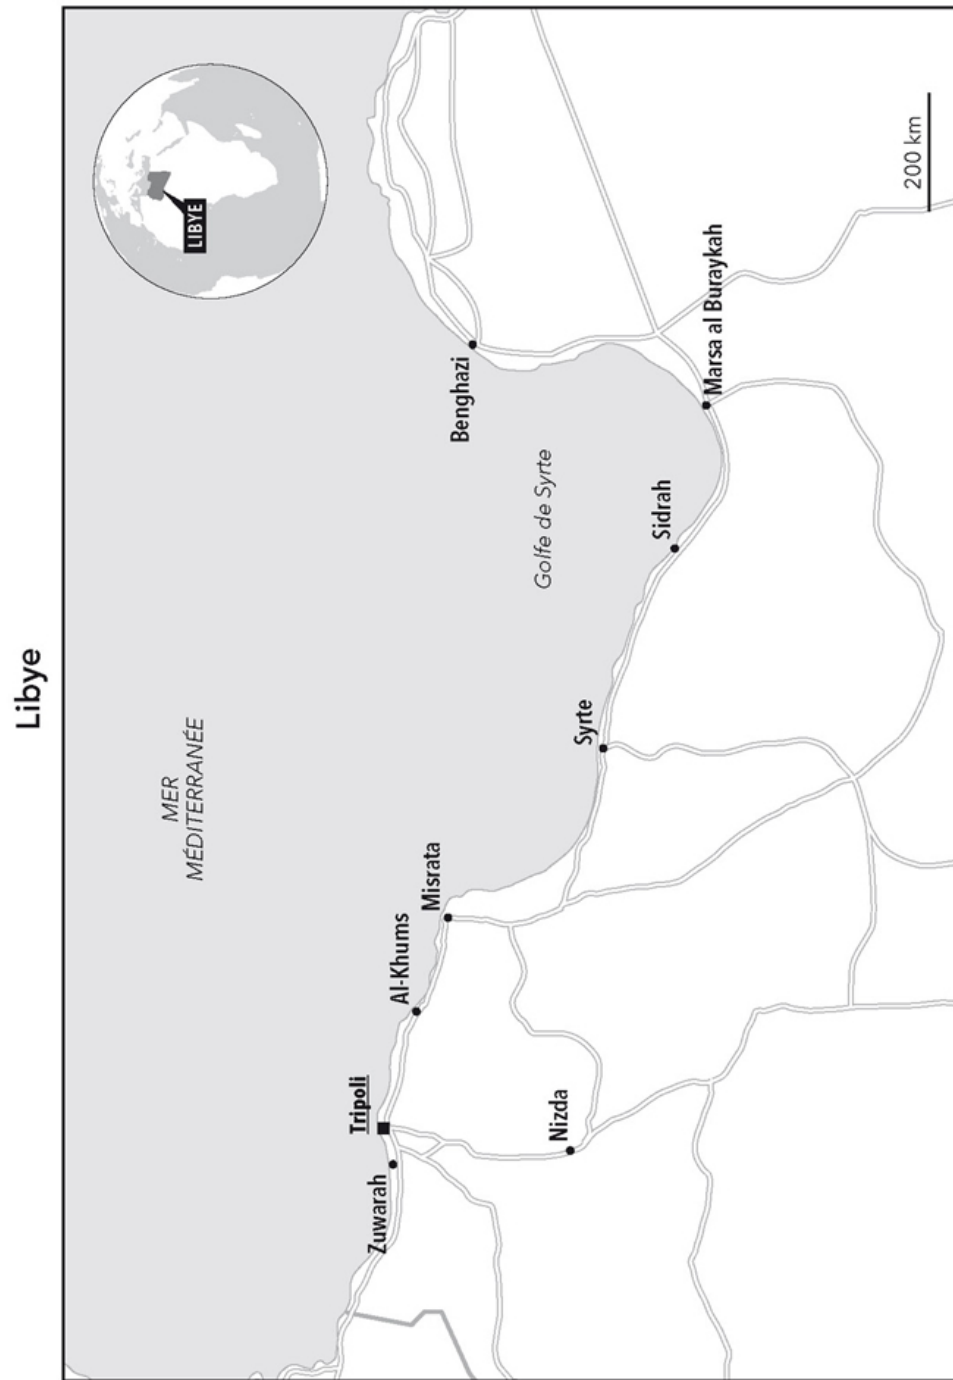 Libye
LIBYE
MER
MÉDITERRANÉE
Golfe de Syrte
Tripoli
Zuwarah
Al-Khums
Misrata
Nizda
Syrte
Sidrah
Benghazi
Marsa al Buraykah
200 km